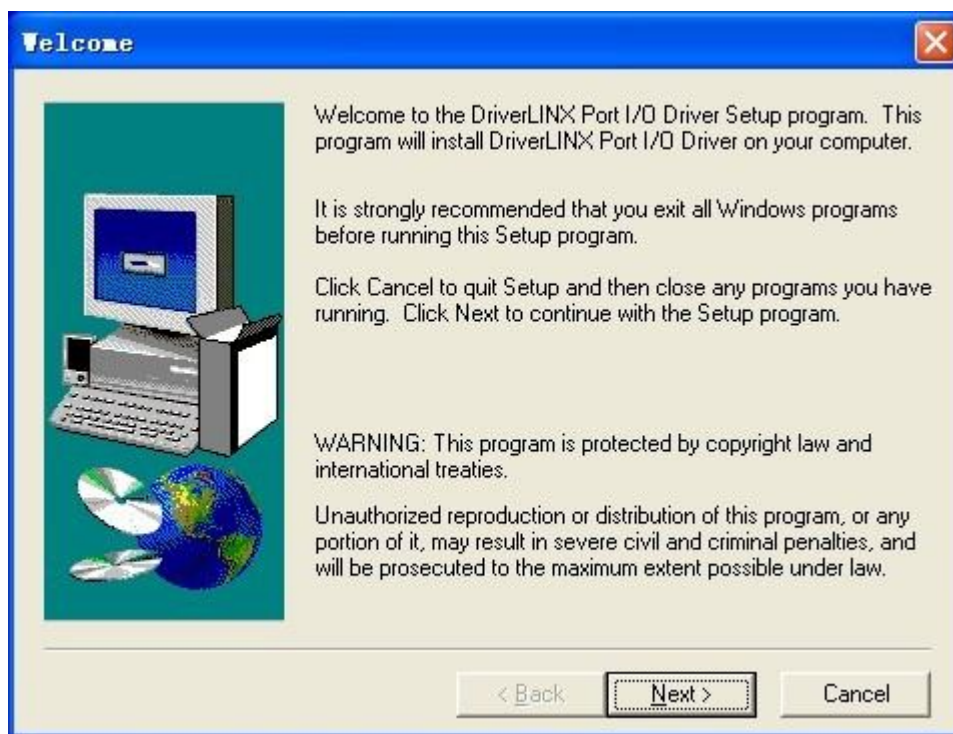 Welcome
Welcome to the DriverLINX Port I/O Driver Setup program.  This
program will install DriverLINX Port I/O Driver on your computer.
It is strongly recommended that you exit all Windows programs
before running this Setup program.
Click Cancel to quit Setup and then close any programs you have
running.  Click Next to continue with the Setup program.
WARNING: This program is protected by copyright law and
international treaties.
Unauthorized reproduction or distribution of this program, or any
portion of it, may result in severe civil and criminal penalties, and
will be prosecuted to the maximum extent possible under law.
< Back Next > Cancel